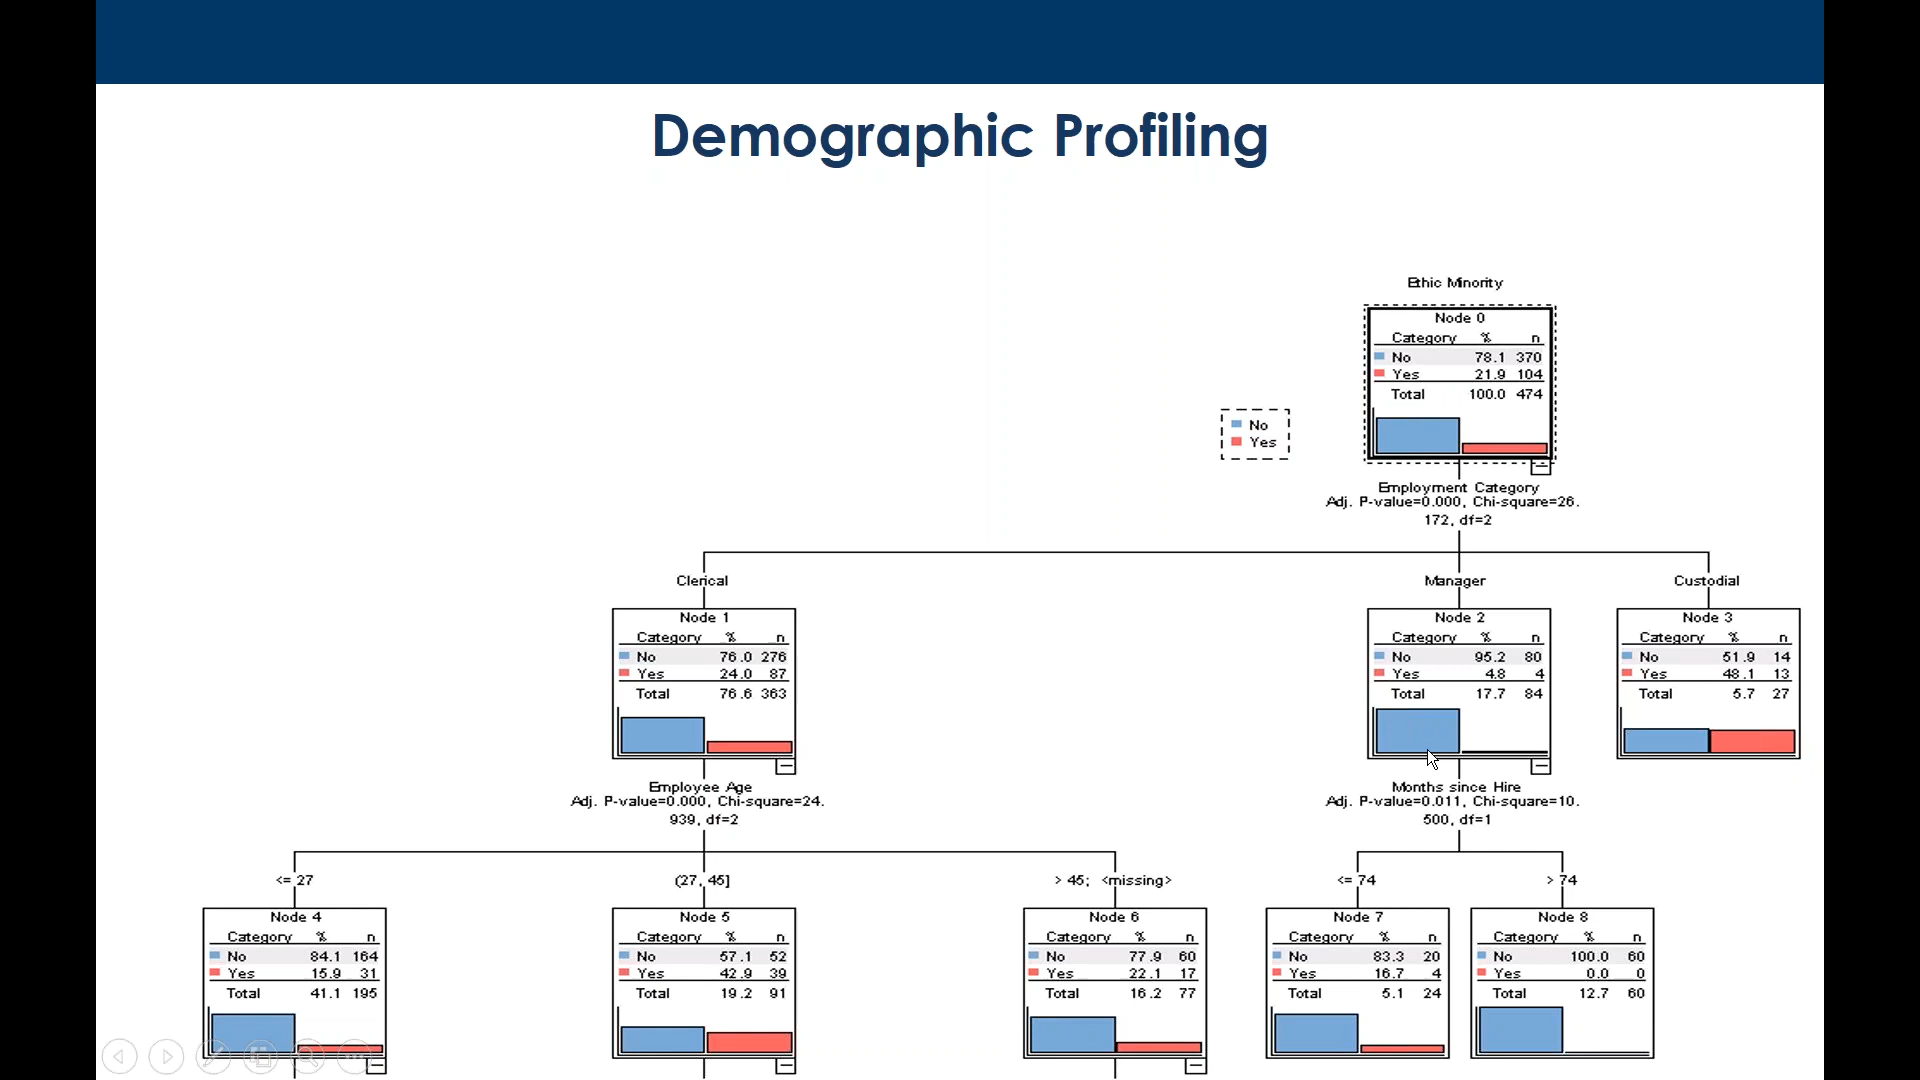 Demographic Profiling
Ethic Minority
Node 0
Category % n
No 78.1 370
Yes 21.9 104
Total 100.0 474
No
Yes
Employment Category
Adj. P-value=0.000, Chi-square=26.
172, df=2
Clerical
Manager
Custodial
Node 1
Category % n
No 76.0 276
Yes 24.0 87
Total 76.6 363
Node 2
Category % n
No 95.2 80
Yes 4.8 4
Total 17.7 84
Node 3
Category % n
No 51.9 14
Yes 48.1 13
Total 5.7 27
Employee Age
Adj. P-value=0.000, Chi-square=24.
939, df=2
Months since Hire
Adj. P-value=0.011, Chi-square=10.
500, df=1
<= 27
(27, 45]
> 45; <missing>
<= 74
> 74
Node 4
Category % n
No 84.1 164
Yes 15.9 31
Total 41.1 195
Node 5
Category % n
No 57.1 52
Yes 42.9 39
Total 19.2 91
Node 6
Category % n
No 77.9 60
Yes 22.1 17
Total 16.2 77
Node 7
Category % n
No 83.3 20
Yes 16.7 4
Total 5.1 24
Node 8
Category % n
No 100.0 60
Yes 0.0 0
Total 12.7 60